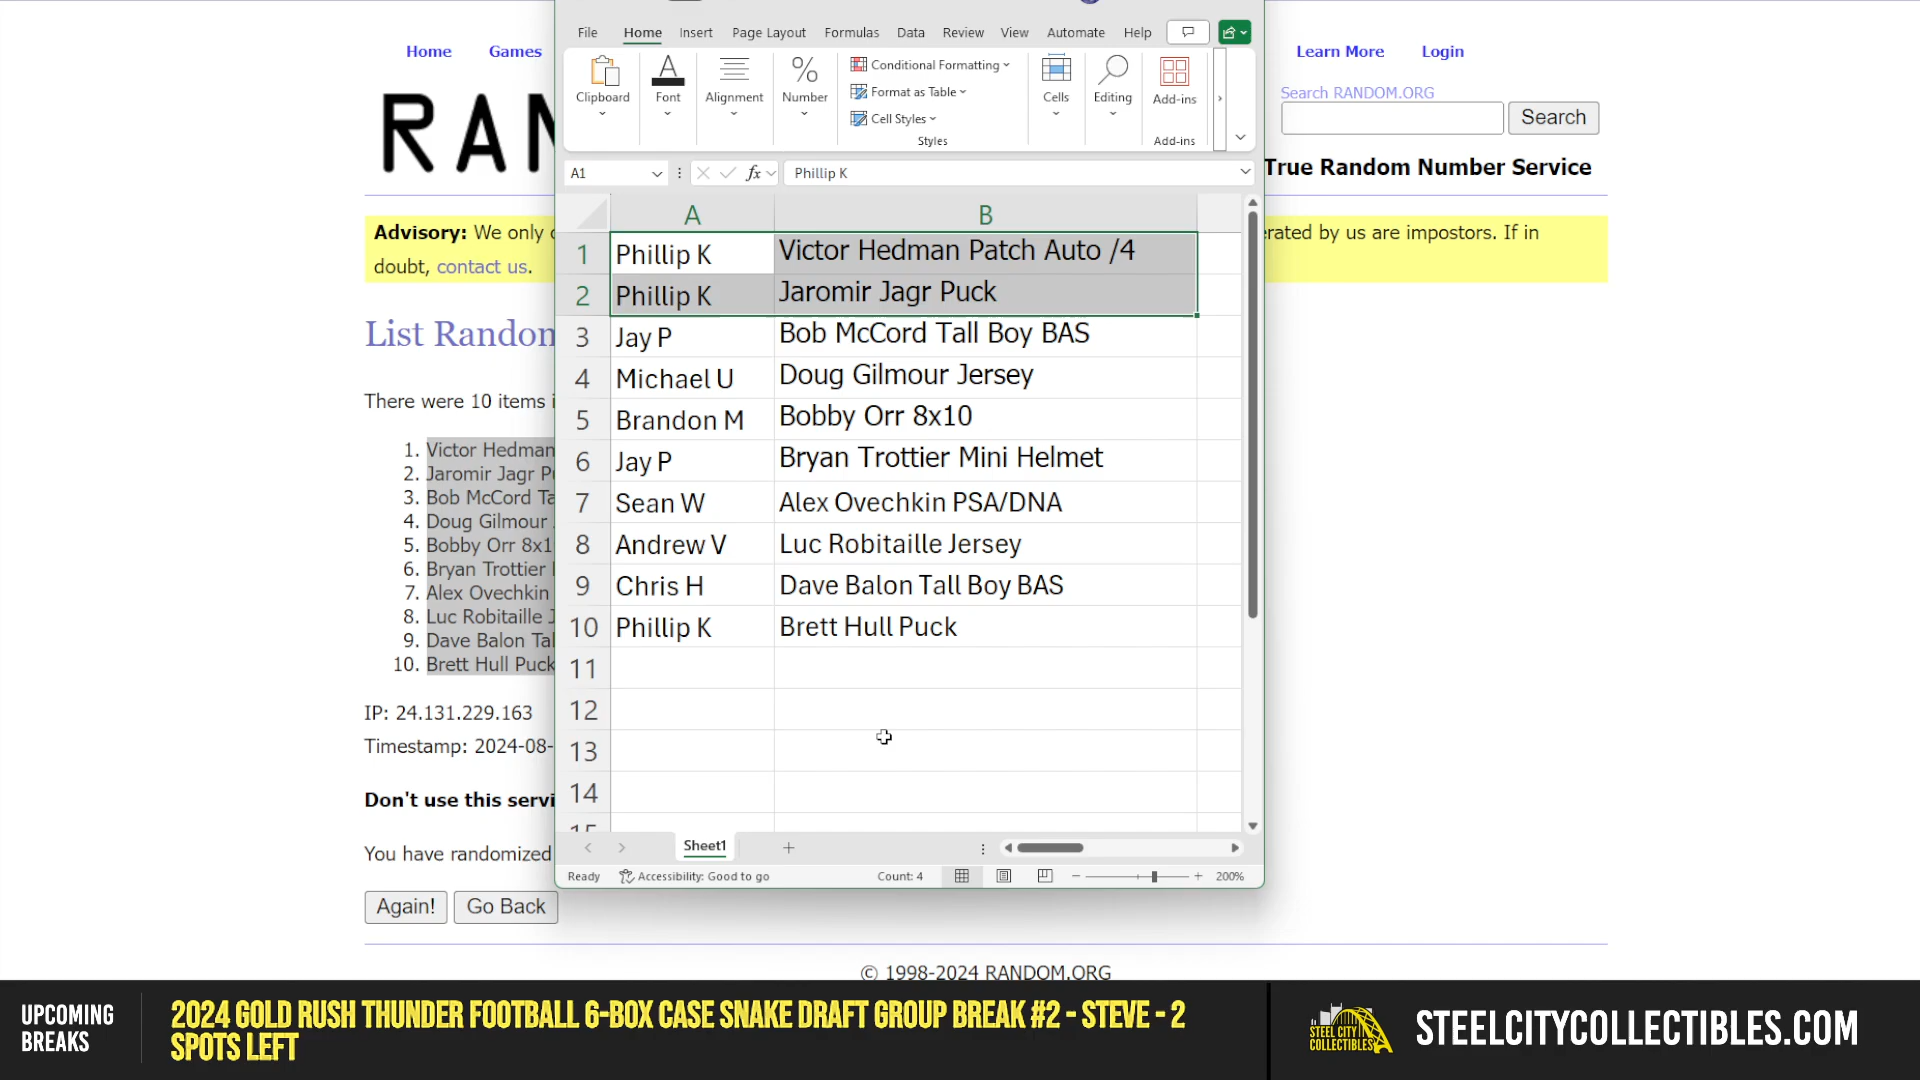 Home Games
Learn More Login
Search RANDOM.ORG
Search
RAN
True Random Number Service
Advisory: We only
erated by us are impostors. If in
doubt, contact us.
List Random
There were 10 items
1. Victor Hedman
2. Jaromir Jagr
3. Bob McCord
4. Doug Gilmour
5. Bobby Orr 8x1
6. Bryan Trottier
7. Alex Ovechkin
8. Luc Robitaille
9. Dave Balon Tal
10. Brett Hull Puck
IP: 24.131.229.163
Timestamp: 2024-08-
Don't use this servi
You have randomized
Again! Go Back
© 1998-2024 RANDOM.ORG
File Home Insert Page Layout Formulas Data Review View Automate Help
Clipboard Font Alignment Number
Conditional Formatting
Format as Table
Cell Styles
Styles
Cells Editing Add-ins
Add-ins
A1 fx Phillip K
A B
1 Phillip K Victor Hedman Patch Auto /4
2 Phillip K Jaromir Jagr Puck
3 Jay P Bob McCord Tall Boy BAS
4 Michael U Doug Gilmour Jersey
5 Brandon M Bobby Orr 8x10
6 Jay P Bryan Trottier Mini Helmet
7 Sean W Alex Ovechkin PSA/DNA
8 Andrew V Luc Robitaille Jersey
9 Chris H Dave Balon Tall Boy BAS
10 Phillip K Brett Hull Puck
11
12
13
14
15
Sheet1
Ready Accessibility: Good to go Count: 4 200%
UPCOMING
BREAKS
2024 GOLD RUSH THUNDER FOOTBALL 6-BOX CASE SNAKE DRAFT GROUP BREAK #2 - STEVE - 2
SPOTS LEFT
STEEL CITY
COLLECTIBLES
STEELCITYCOLLECTIBLES.COM